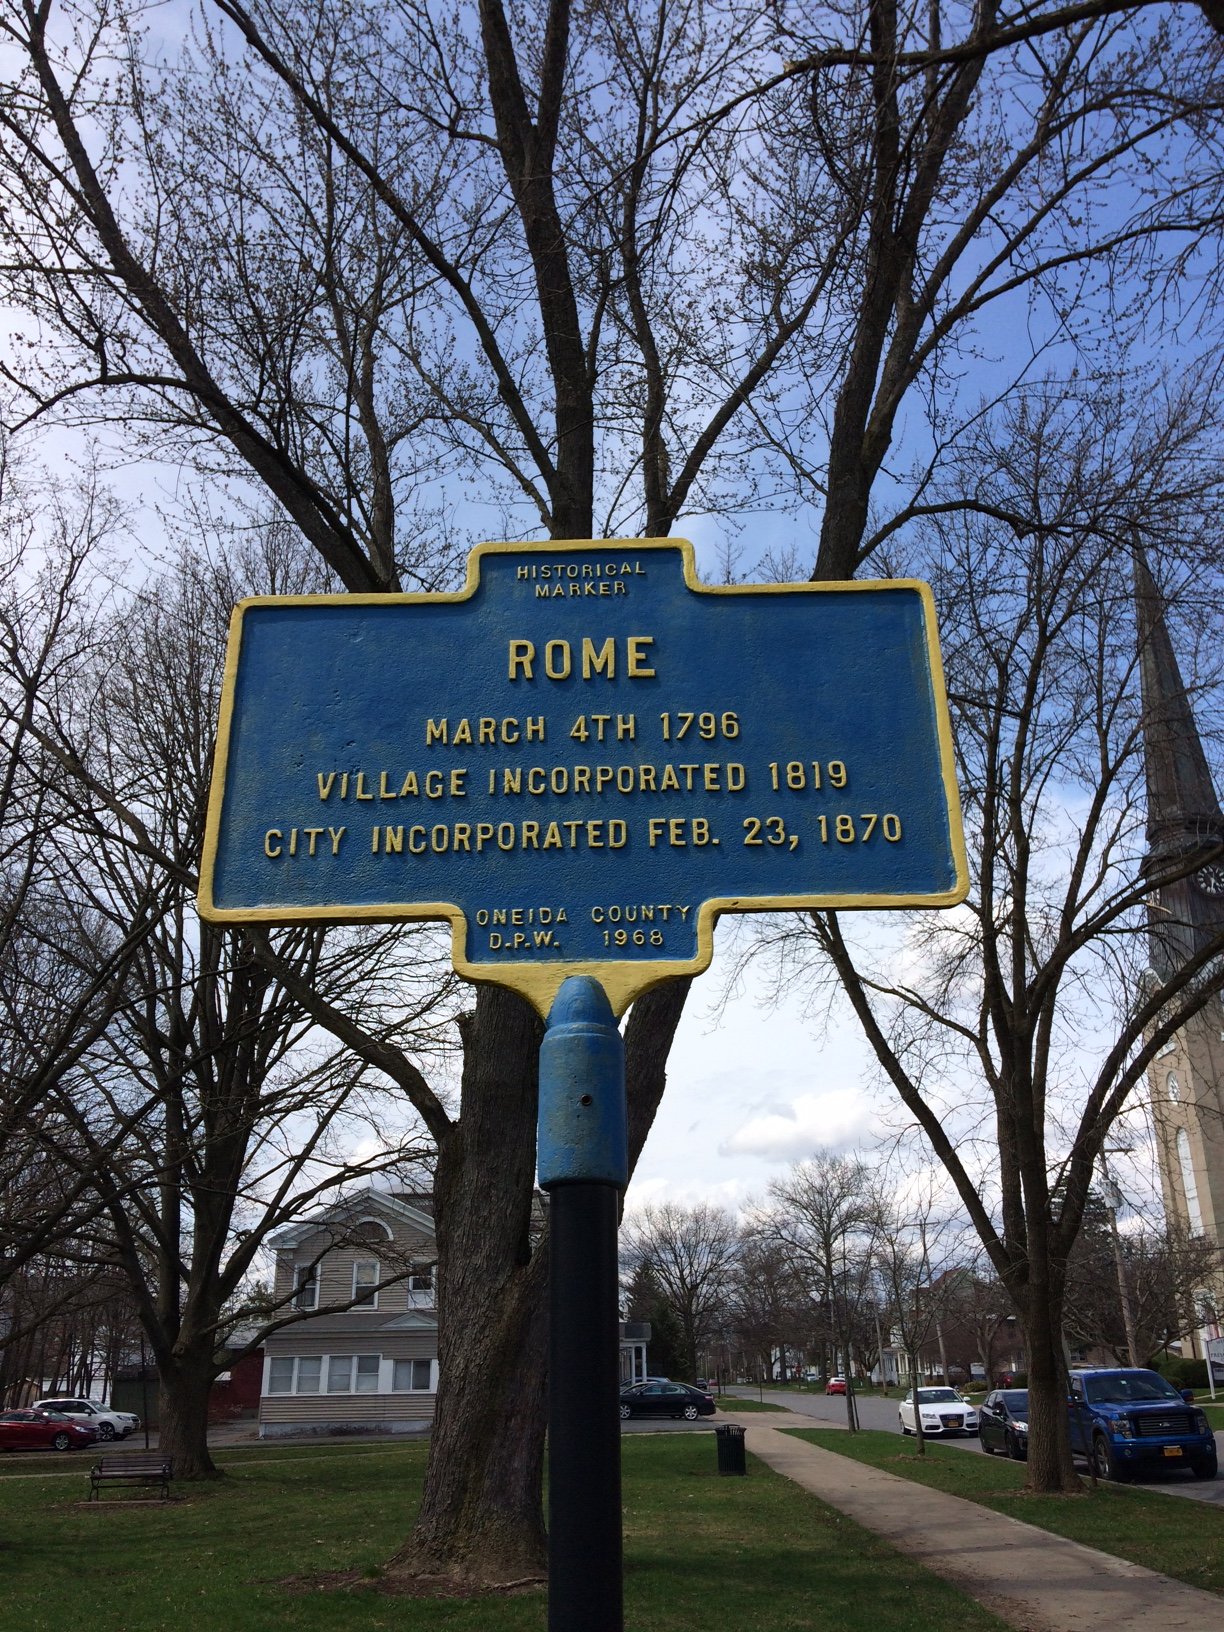 HISTORICAL
MARKER
ROME
MARCH 4TH 1796
VILLAGE INCORPORATED 1819
CITY INCORPORATED FEB. 23, 1870
ONEIDA COUNTY
D.P.W. 1968